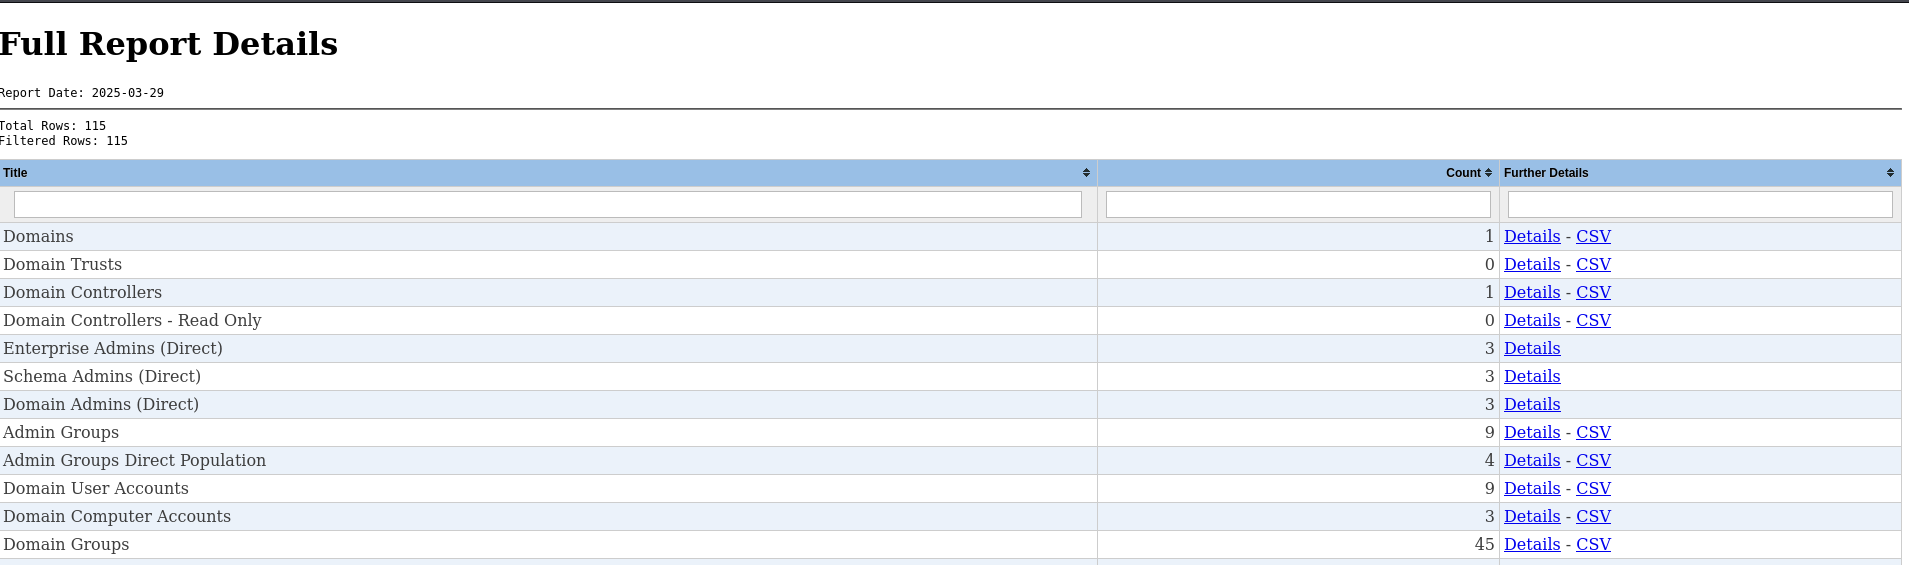 Full Report Details
Report Date: 2025-03-29
Total Rows: 115
Filtered Rows: 115
Title Count Further Details
Domains 1 Details - CSV
Domain Trusts 0 Details - CSV
Domain Controllers 1 Details - CSV
Domain Controllers - Read Only 0 Details - CSV
Enterprise Admins (Direct) 3 Details
Schema Admins (Direct) 3 Details
Domain Admins (Direct) 3 Details
Admin Groups 9 Details - CSV
Admin Groups Direct Population 4 Details - CSV
Domain User Accounts 9 Details - CSV
Domain Computer Accounts 3 Details - CSV
Domain Groups 45 Details - CSV